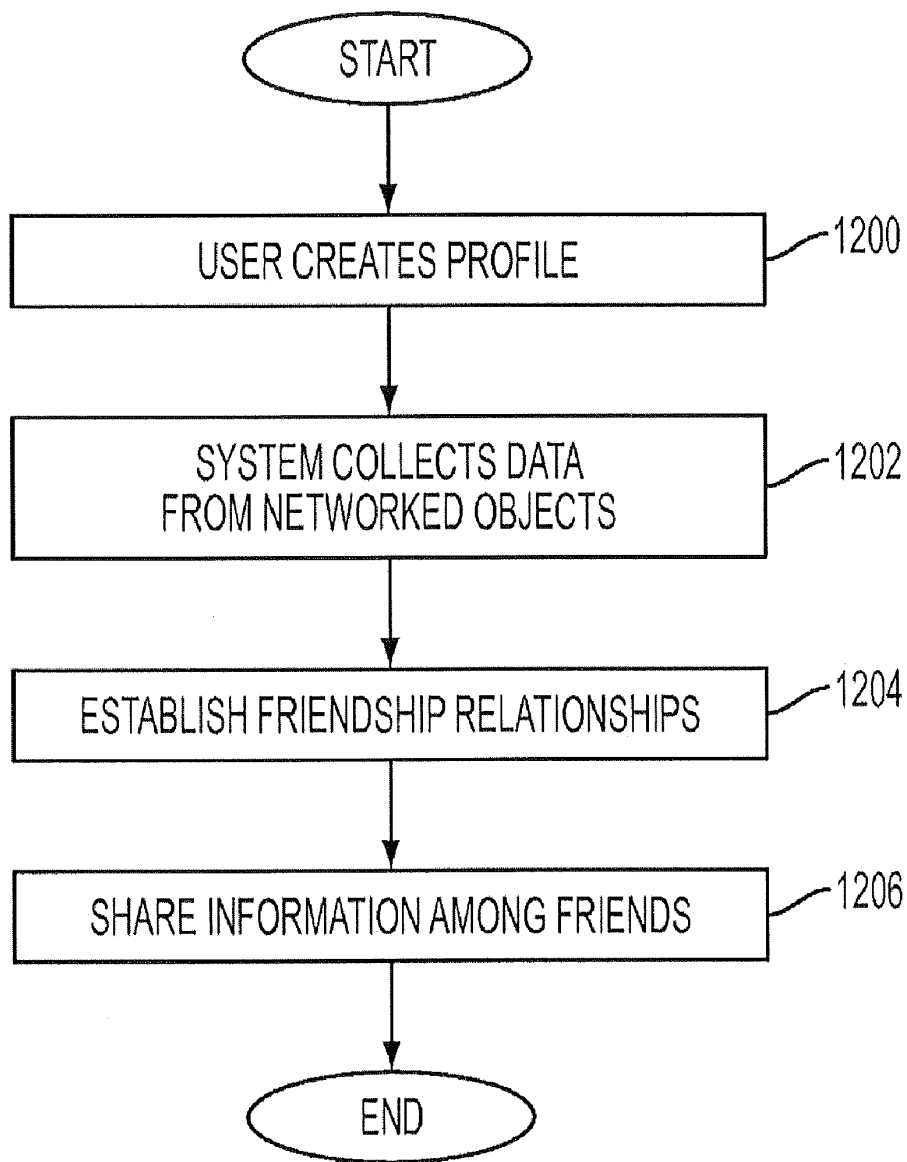 START
USER CREATES PROFILE
1200
SYSTEM COLLECTS DATA
FROM NETWORKED OBJECTS
1202
ESTABLISH FRIENDSHIP RELATIONSHIPS
1204
SHARE INFORMATION AMONG FRIENDS
1206
END